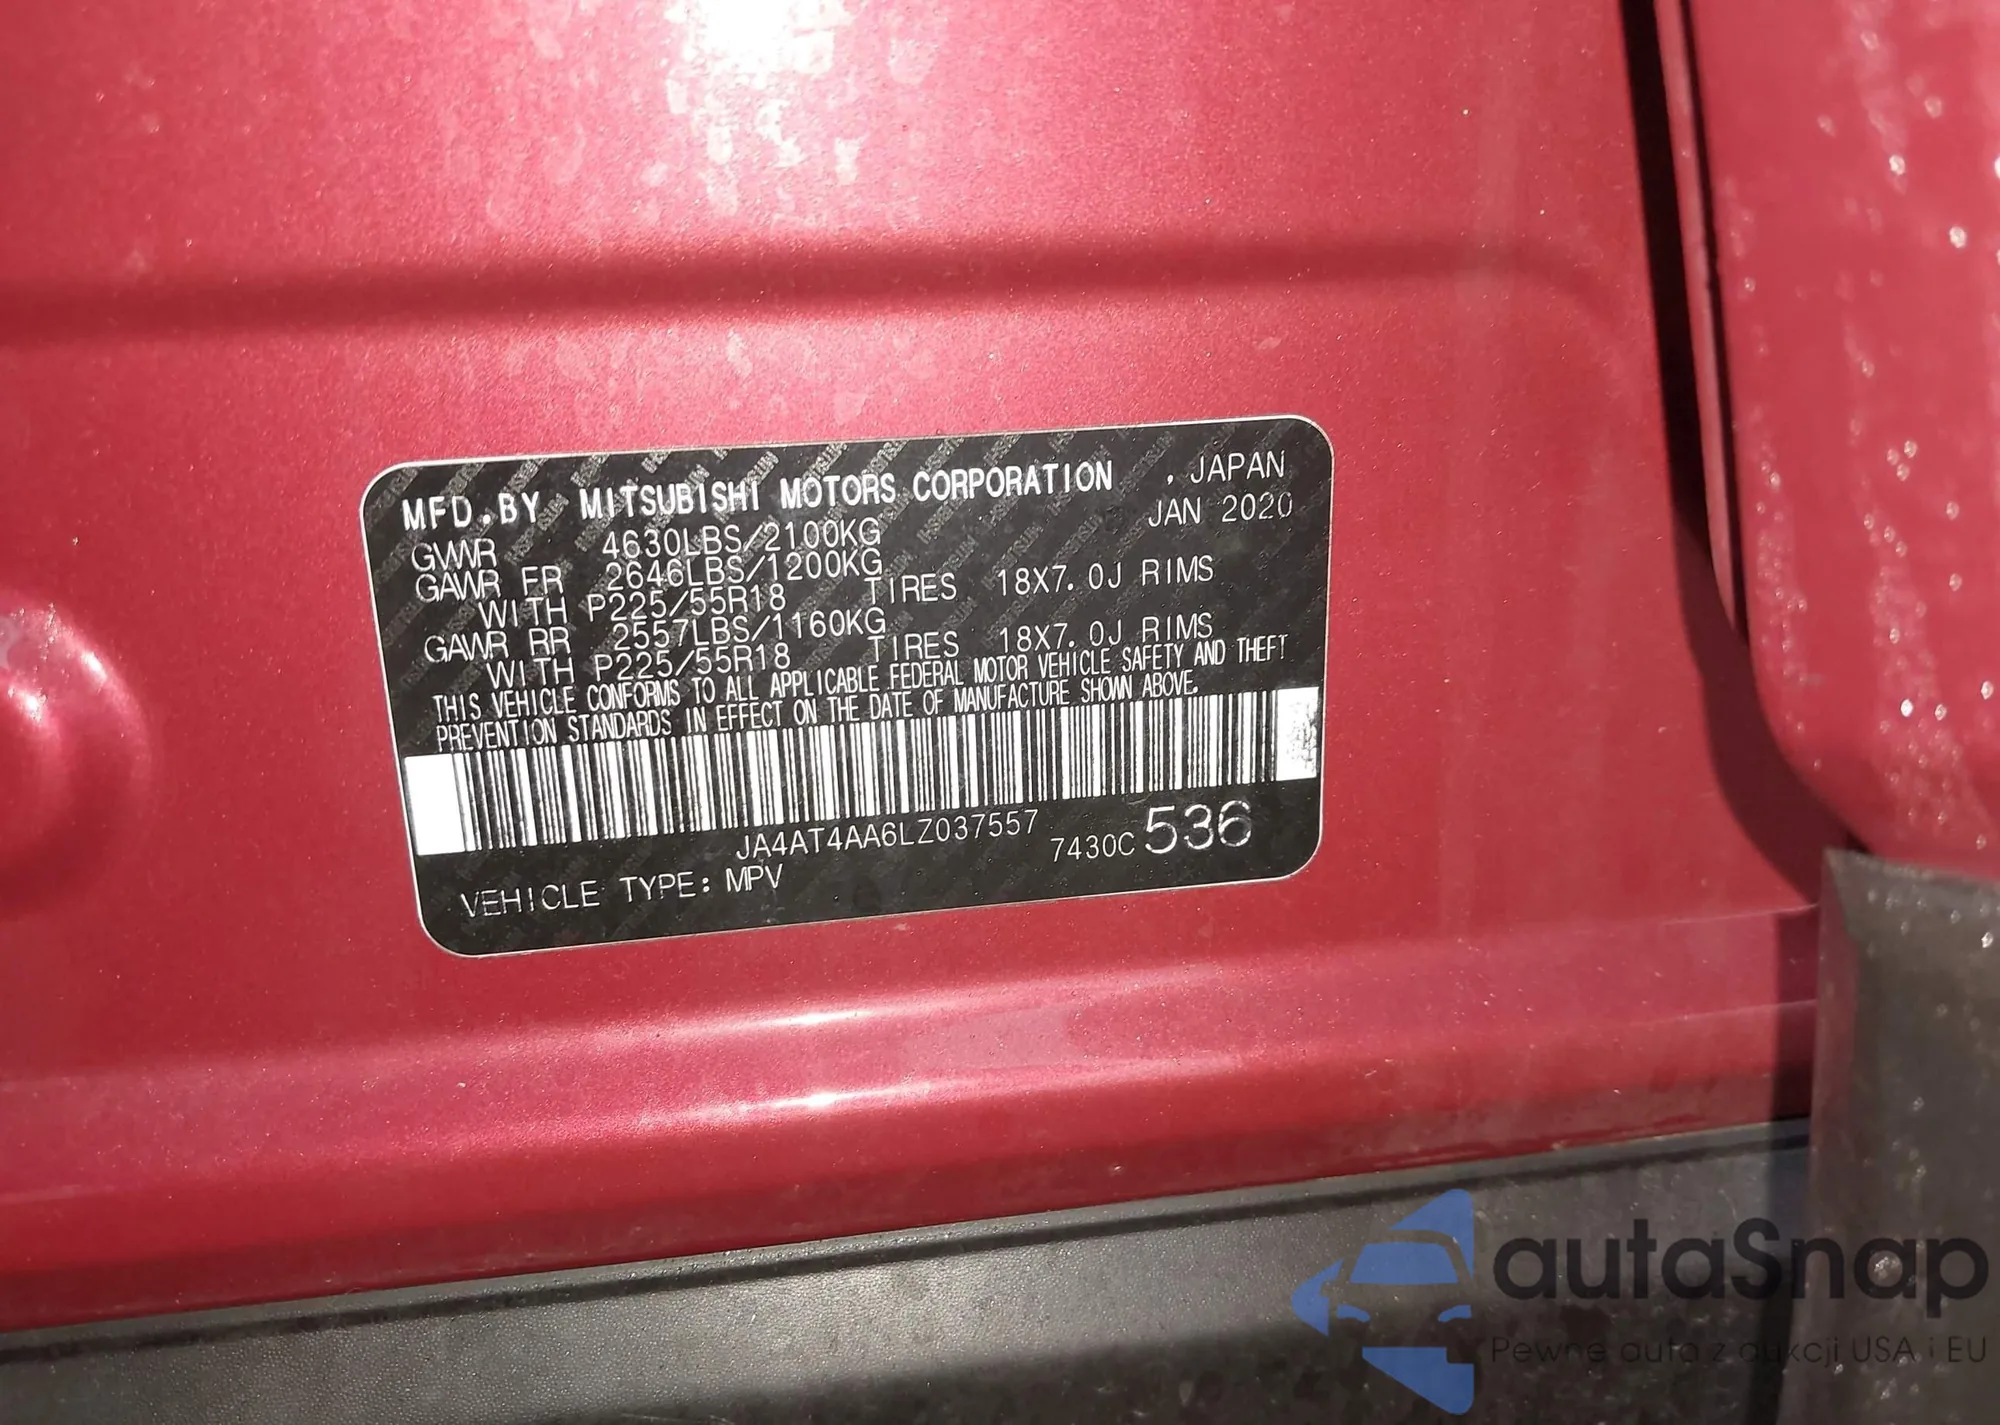 MFD.BY MITSUBISHI MOTORS CORPORATION , JAPAN
JAN 2020
GVWR 4630LBS/2100KG
GAWR FR 2646LBS/1200KG
WITH P225/55R18 TIRES 18X7.0J RIMS
GAWR RR 2557LBS/1160KG
WITH P225/55R18 TIRES 18X7.0J RIMS
THIS VEHICLE CONFORMS TO ALL APPLICABLE FEDERAL MOTOR VEHICLE SAFETY AND THEFT
PREVENTION STANDARDS IN EFFECT ON THE DATE OF MANUFACTURE SHOWN ABOVE.
JA4AT4AA6LZ037557 7430C 536
VEHICLE TYPE: MPV
autaSnap
Pewne auta z aukcji USA i EU